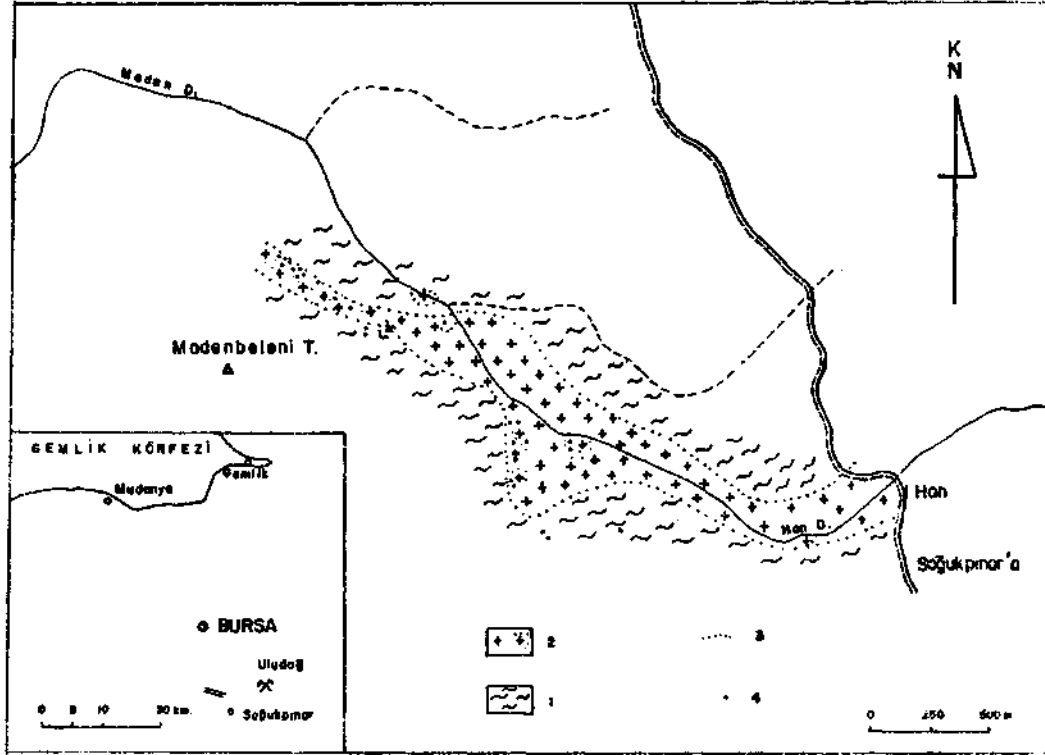 K
N
Maden D.
Madenbeleni T.
GEMLİK KÖRFEZİ
Gemlik
Mudanya
BURSA
Uludağ
Soğukpınar
0 5 10 20 km.
Han
Han D.
Soğukpınar'a
2
3
1
4
0 250 500 m